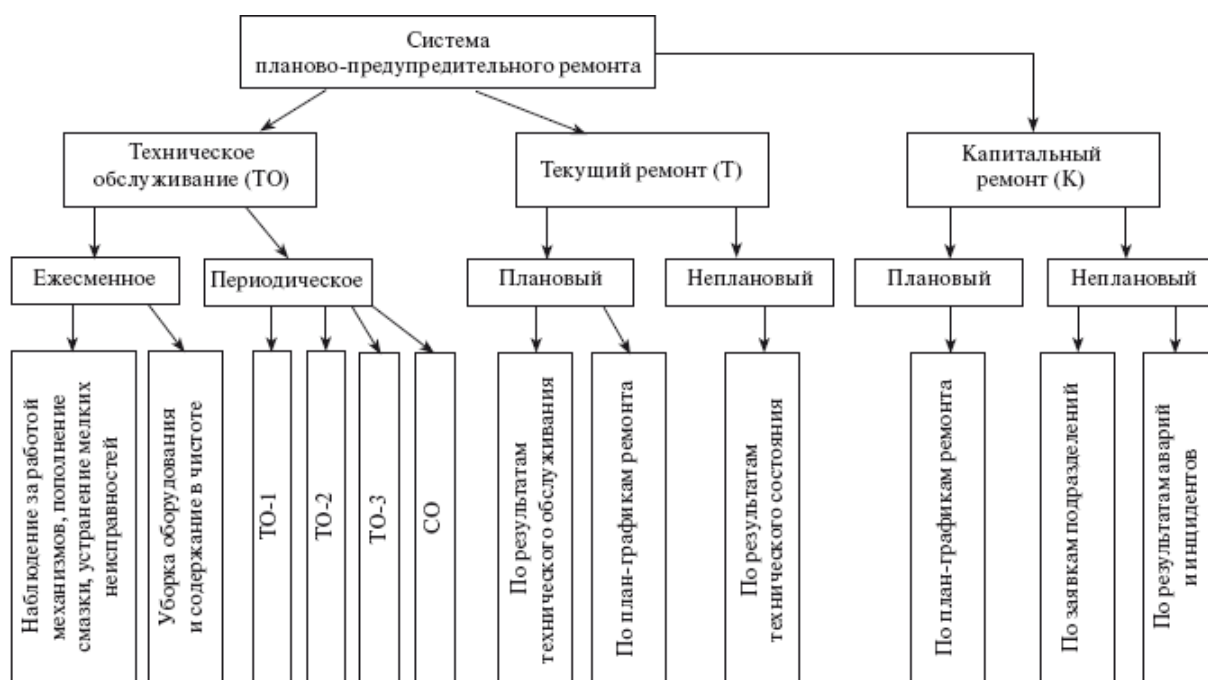 Система
планово-предупредительного ремонта
Техническое
обслуживание (ТО)
Текущий ремонт (Т)
Капитальный
ремонт (К)
Ежесменное
Периодическое
Плановый
Неплановый
Плановый
Неплановый
Наблюдение за работой
механизмов, пополнение
смазки, устранение мелких
неисправностей
Уборка оборудования
и содержание в чистоте
ТО-1
ТО-2
ТО-3
СО
По результатам
технического обслуживания
По план-графикам ремонта
По результатам
технического состояния
По план-графикам ремонта
По заявкам подразделений
По результатам аварий
и инцидентов